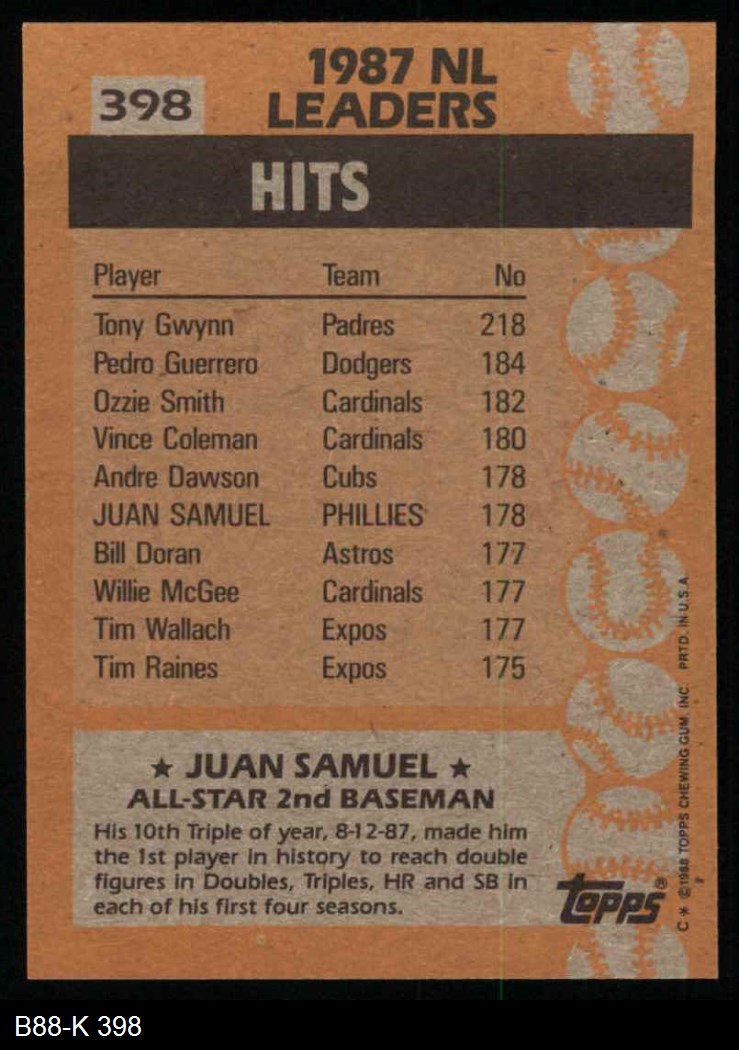 398
1987 NL
LEADERS
HITS
Player Team No
Tony Gwynn Padres 218
Pedro Guerrero Dodgers 184
Ozzie Smith Cardinals 182
Vince Coleman Cardinals 180
Andre Dawson Cubs 178
JUAN SAMUEL PHILLIES 178
Bill Doran Astros 177
Willie McGee Cardinals 177
Tim Wallach Expos 177
Tim Raines Expos 175
★ JUAN SAMUEL ★
ALL-STAR 2nd BASEMAN
His 10th Triple of year, 8-12-87, made him
the 1st player in history to reach double
figures in Doubles, Triples, HR and SB in
each of his first four seasons.
topps®
C * ©1988 TOPPS CHEWING GUM, INC. PRTD. IN U.S.A.
B88-K 398